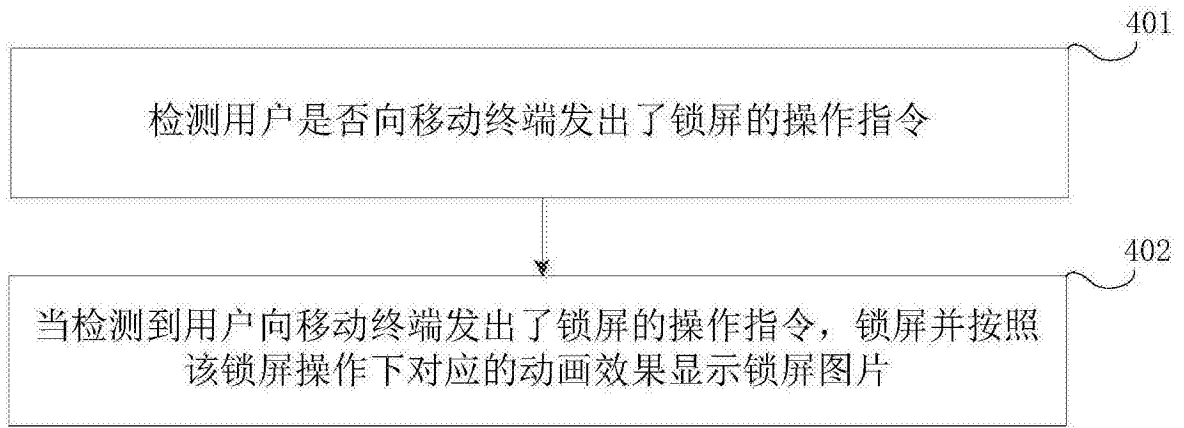 401
检测用户是否向移动终端发出了锁屏的操作指令
402
当检测到用户向移动终端发出了锁屏的操作指令，锁屏并按照
该锁屏操作下对应的动画效果显示锁屏图片